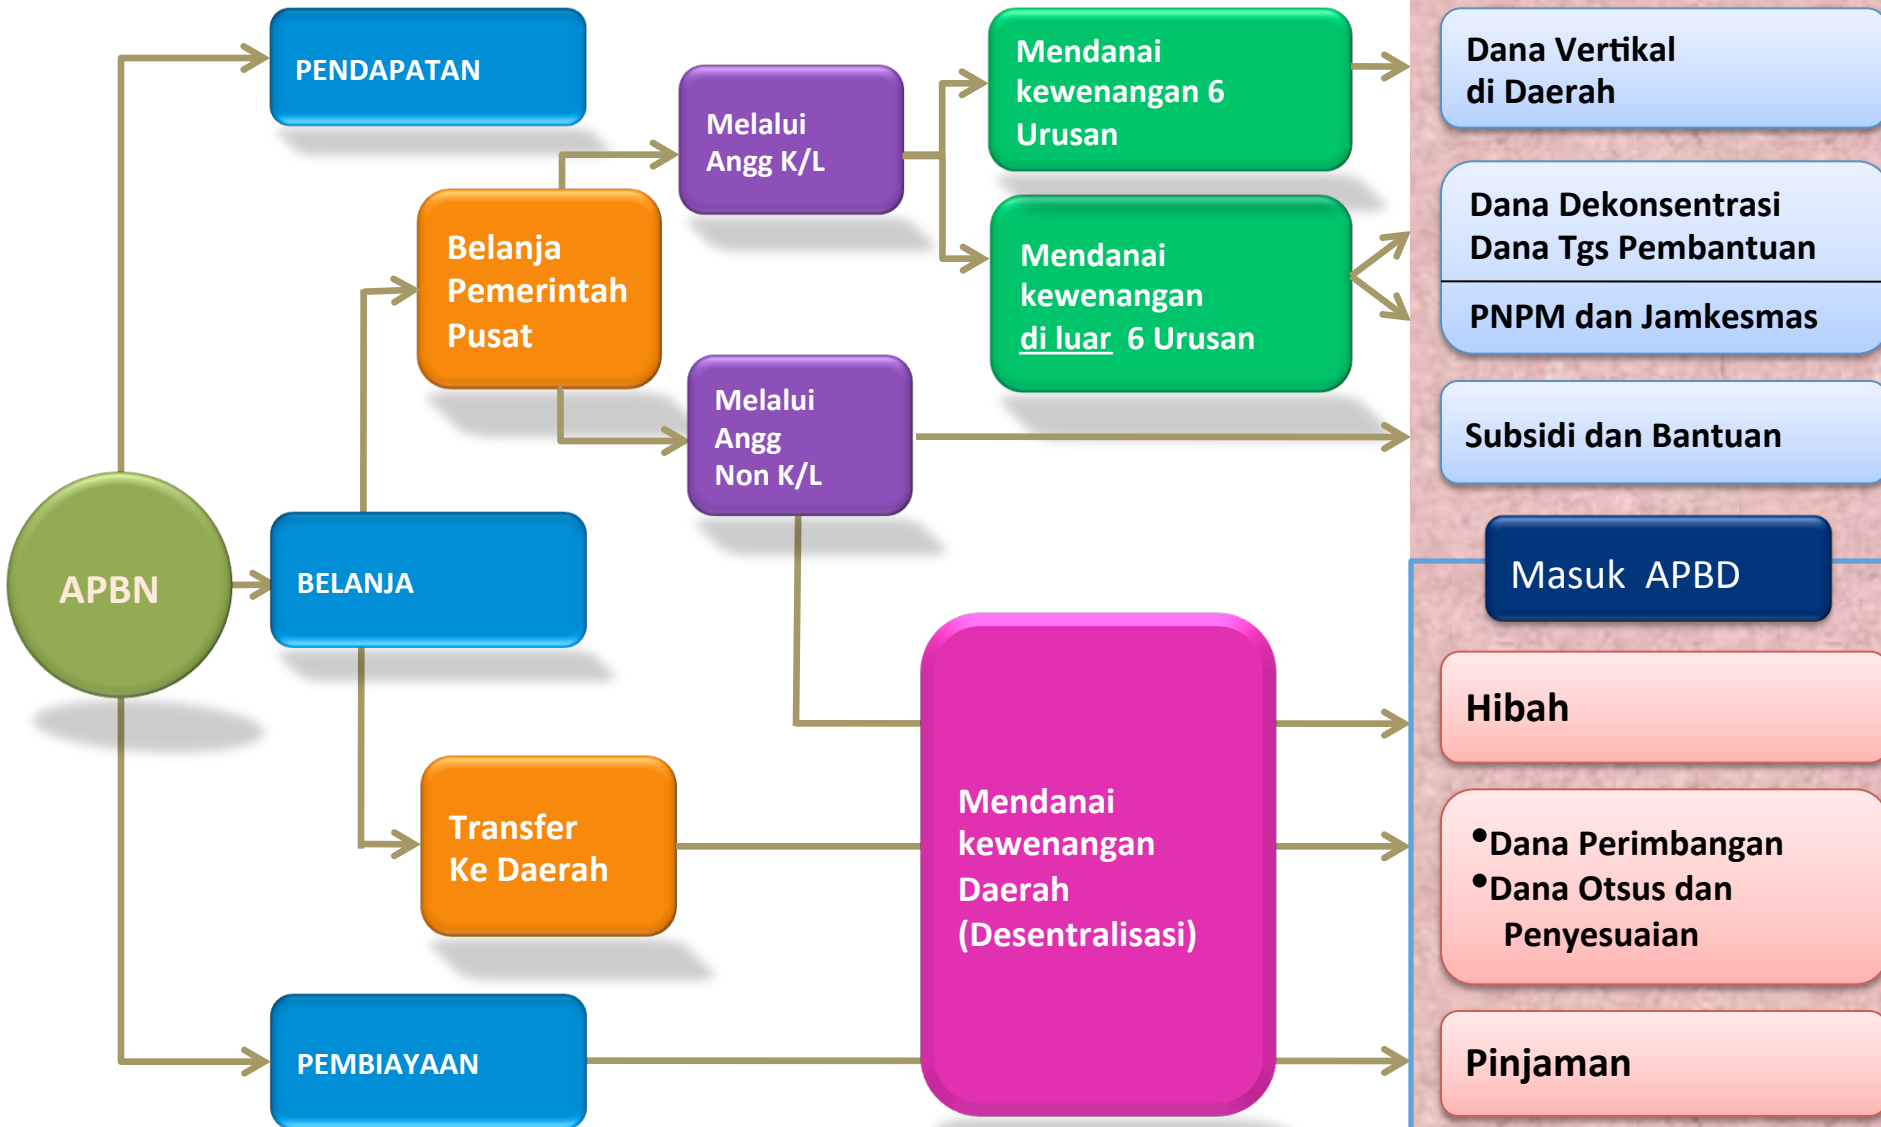 APBN
PENDAPATAN
BELANJA
PEMBIAYAAN
Belanja
Pemerintah
Pusat
Transfer
Ke Daerah
Melalui
Angg K/L
Melalui
Angg
Non K/L
Mendanai
kewenangan 6
Urusan
Mendanai
kewenangan
di luar 6 Urusan
Mendanai
kewenangan
Daerah
(Desentralisasi)
Dana Vertikal
di Daerah
Dana Dekonsentrasi
Dana Tgs Pembantuan
PNPM dan Jamkesmas
Subsidi dan Bantuan
Masuk APBD
Hibah
•Dana Perimbangan
•Dana Otsus dan
Penyesuaian
Pinjaman